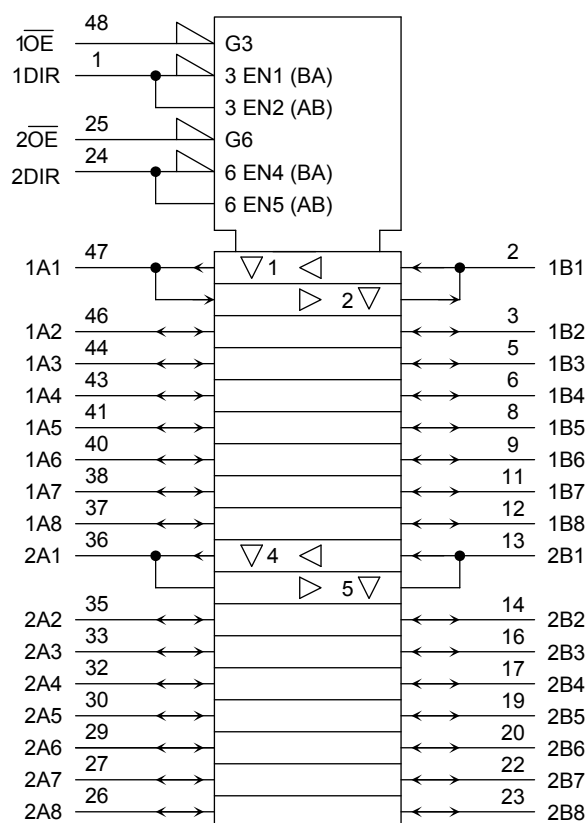 48
1OE G3
1
1DIR 3 EN1 (BA)
3 EN2 (AB)
25
2OE G6
24
2DIR 6 EN4 (BA)
6 EN5 (AB)
47 2
1A1 1 1B1
2
46 3
1A2 1B2
44 5
1A3 1B3
43 6
1A4 1B4
41 8
1A5 1B5
40 9
1A6 1B6
38 11
1A7 1B7
37 12
1A8 1B8
36 13
2A1 4 2B1
5
35 14
2A2 2B2
33 16
2A3 2B3
32 17
2A4 2B4
30 19
2A5 2B5
29 20
2A6 2B6
27 22
2A7 2B7
26 23
2A8 2B8